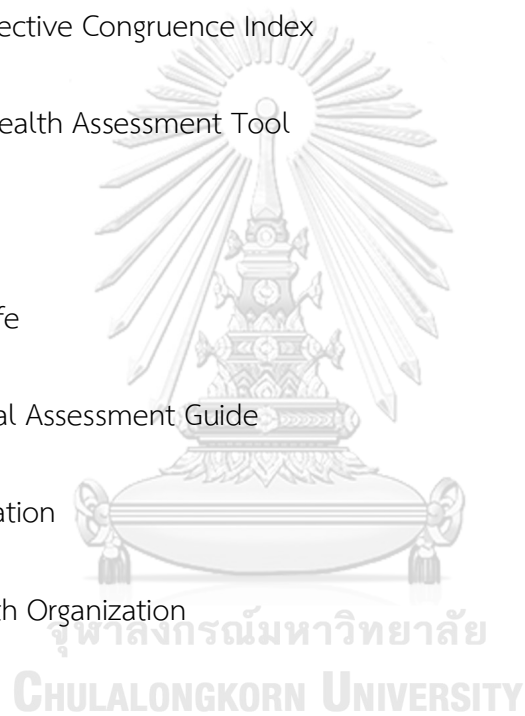 ective Congruence Index
ealth Assessment Tool
fe
al Assessment Guide
ation
th Organization
จุฬาลงกรณ์มหาวิทยาลัย
CHULALONGKORN UNIVERSITY